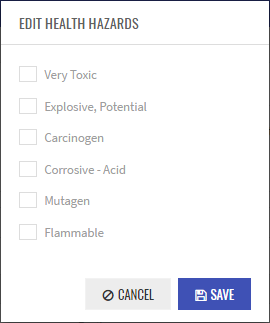 EDIT HEALTH HAZARDS
Very Toxic
Explosive, Potential
Carcinogen
Corrosive - Acid
Mutagen
Flammable
CANCEL SAVE